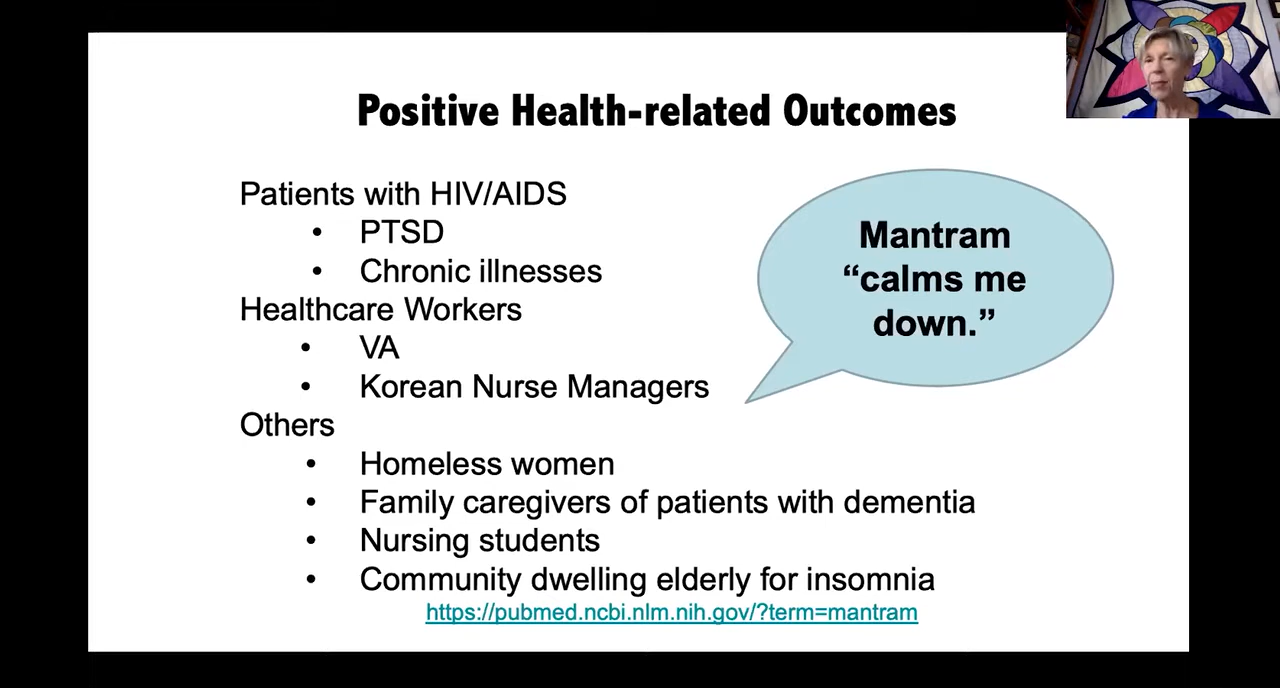 Positive Health-related Outcomes
Patients with HIV/AIDS
• PTSD
• Chronic illnesses
Healthcare Workers
• VA
• Korean Nurse Managers
Others
• Homeless women
• Family caregivers of patients with dementia
• Nursing students
• Community dwelling elderly for insomnia
https://pubmed.ncbi.nlm.nih.gov/?term=mantram
Mantram
“calms me
down.”